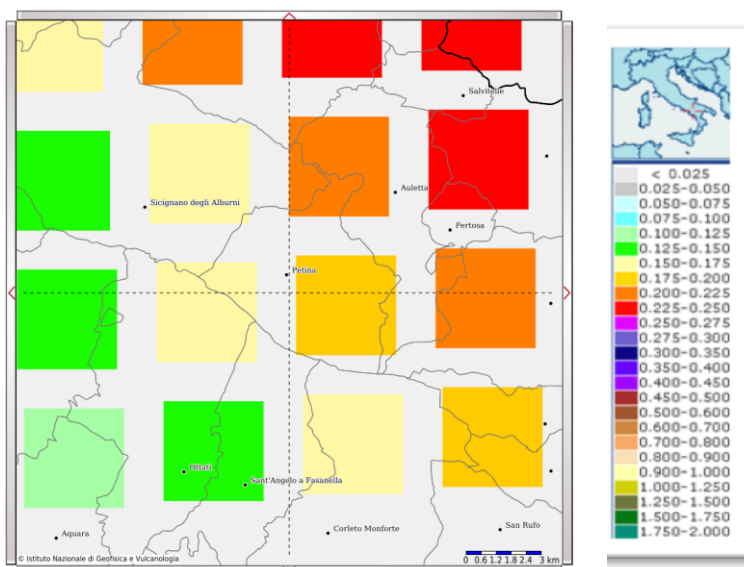 Salvitelle
Auletta
Sicignano degli Alburni
Pertosa
Petina
Ottati
Sant'Angelo a Fasanella
Aquara
Corleto Monforte
San Rufo
© Istituto Nazionale di Geofisica e Vulcanologia
0 0.6 1.2 1.8 2.4 3 km
< 0.025
0.025-0.050
0.050-0.075
0.075-0.100
0.100-0.125
0.125-0.150
0.150-0.175
0.175-0.200
0.200-0.225
0.225-0.250
0.250-0.275
0.275-0.300
0.300-0.350
0.350-0.400
0.400-0.450
0.450-0.500
0.500-0.600
0.600-0.700
0.700-0.800
0.800-0.900
0.900-1.000
1.000-1.250
1.250-1.500
1.500-1.750
1.750-2.000